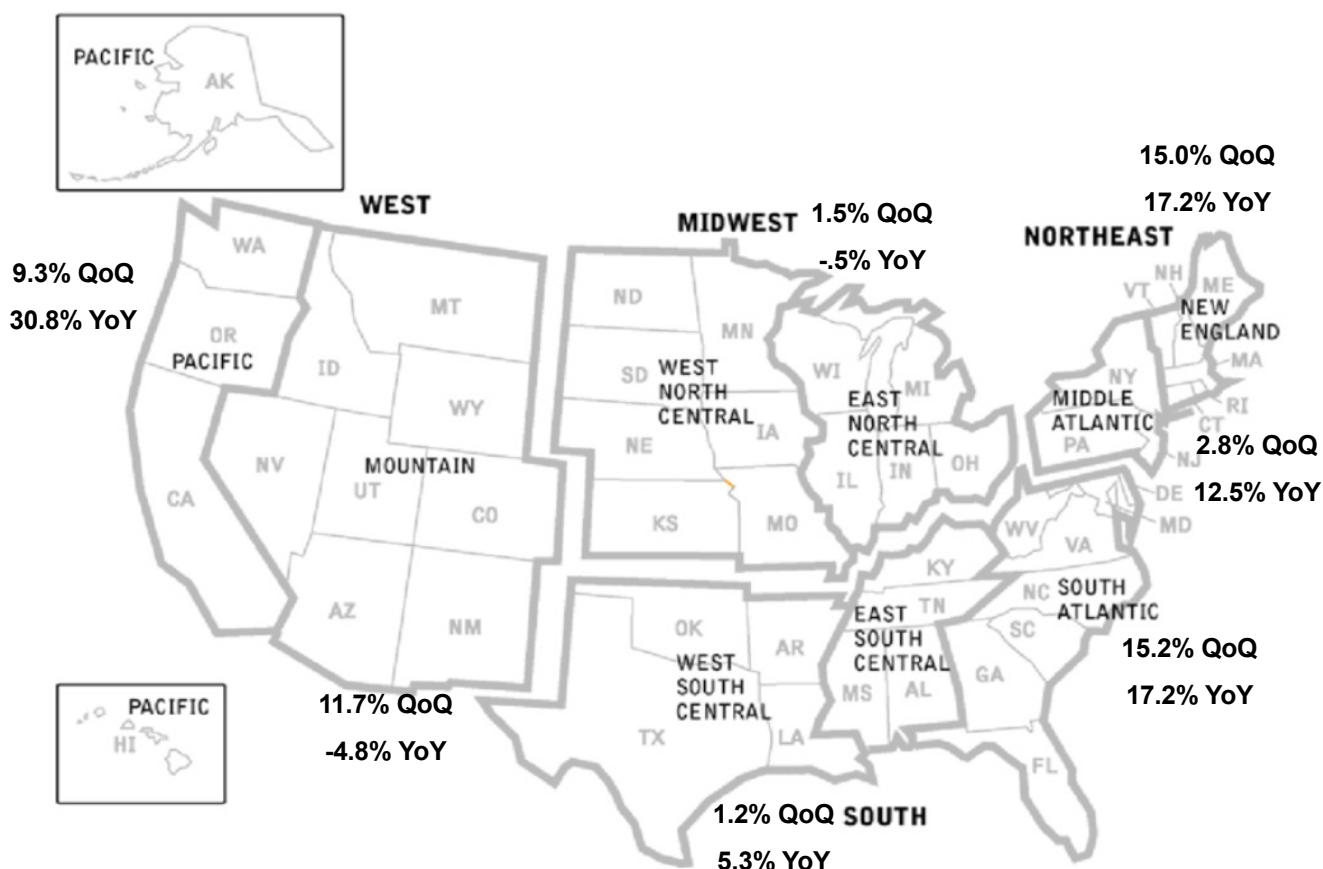 PACIFIC
AK
15.0% QoQ
17.2% YoY
WEST
MIDWEST
1.5% QoQ
-.5% YoY
NORTHEAST
9.3% QoQ
30.8% YoY
WA
OR
PACIFIC
CA
MT
ID
WY
NV
UT
MOUNTAIN
CO
AZ
NM
11.7% QoQ
-4.8% YoY
ND
MN
SD
WEST
NORTH
CENTRAL
NE
IA
KS
MO
WI
MI
EAST
NORTH
CENTRAL
IL
IN
OH
VT
NH
ME
NEW
ENGLAND
MA
RI
CT
NY
MIDDLE
ATLANTIC
PA
NJ
2.8% QoQ
12.5% YoY
DE
MD
WV
VA
NC
SOUTH
ATLANTIC
SC
GA
FL
15.2% QoQ
17.2% YoY
KY
TN
EAST
SOUTH
CENTRAL
MS
AL
OK
AR
WEST
SOUTH
CENTRAL
TX
LA
1.2% QoQ
5.3% YoY
SOUTH
PACIFIC
HI